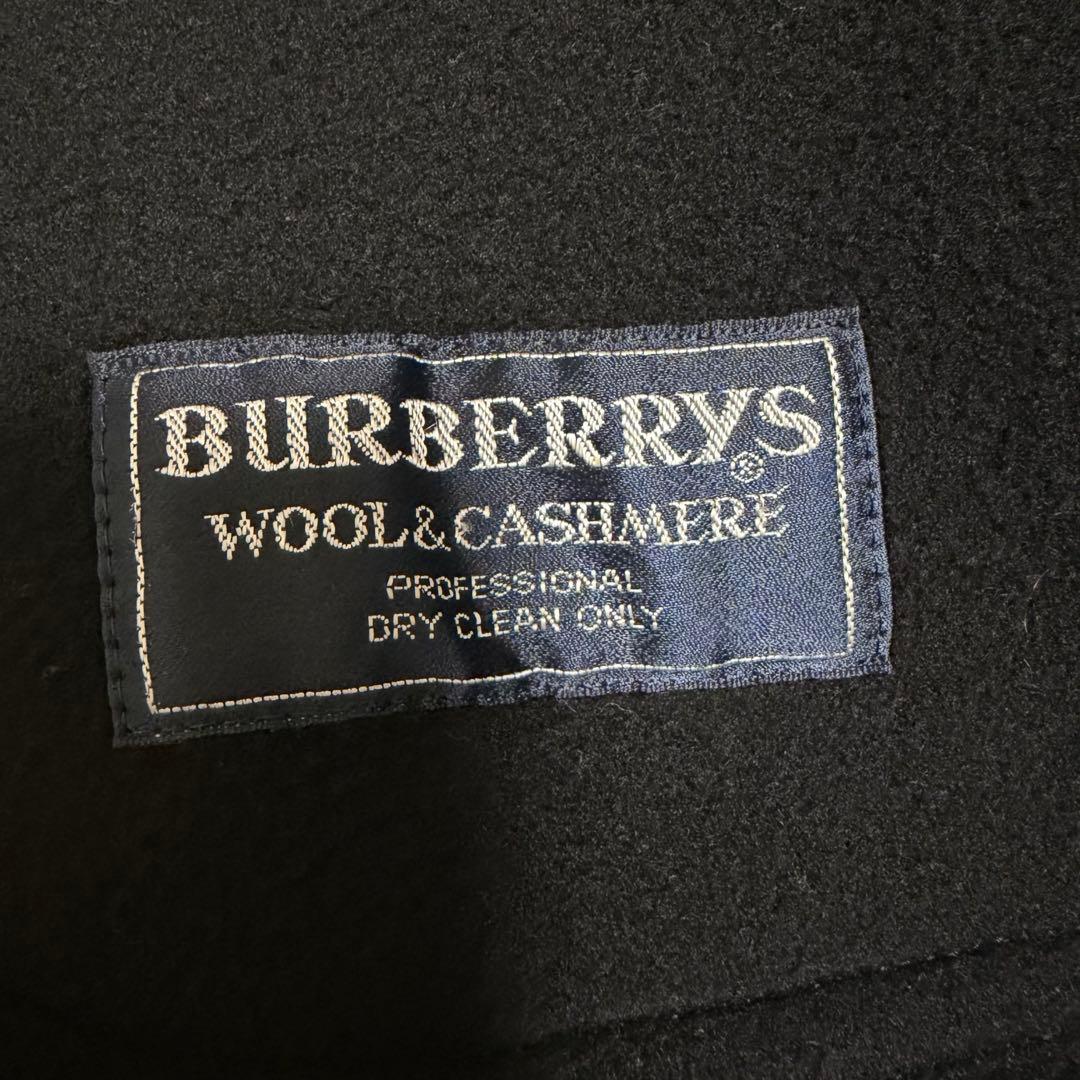 BURBERRYS®
WOOL&CASHMERE
PROFESSIONAL
DRY CLEAN ONLY